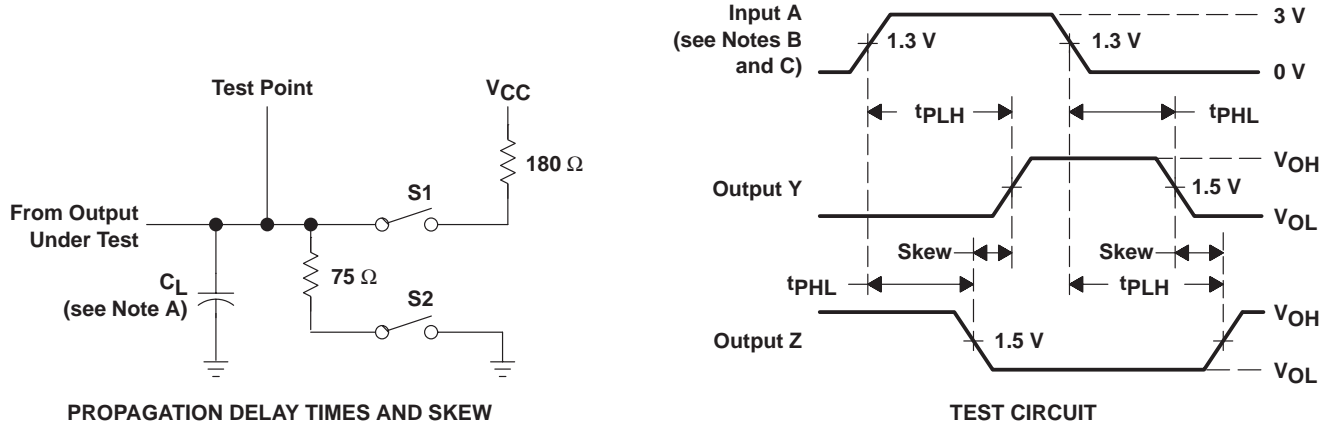 Test Point
VCC
180 Ω
S1
From Output
Under Test
75 Ω
CL
(see Note A)
S2
PROPAGATION DELAY TIMES AND SKEW
Input A
(see Notes B
and C)
1.3 V
1.3 V
3 V
0 V
tPLH
tPHL
Output Y
1.5 V
VOH
VOL
Skew
Skew
tPHL
tPLH
Output Z
1.5 V
VOH
VOL
TEST CIRCUIT